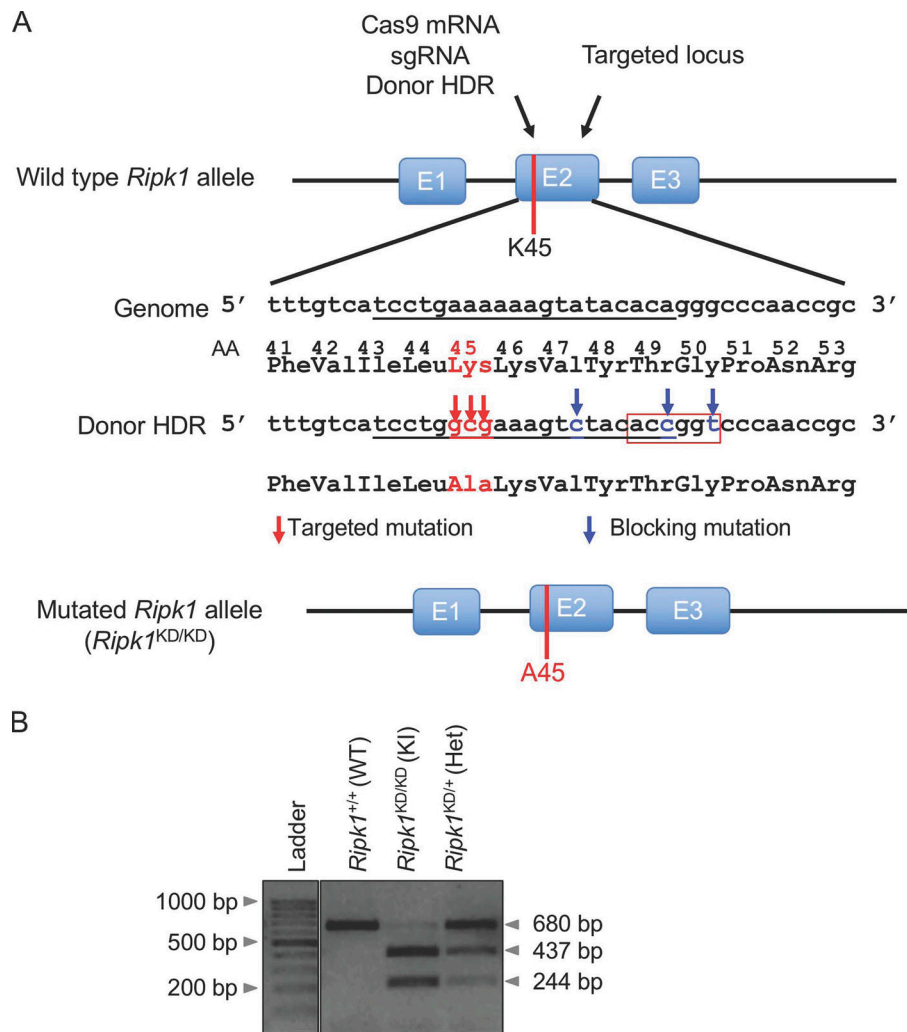 A
Cas9 mRNA
sgRNA
Donor HDR
Targeted locus
Wild type Ripk1 allele
E1 E2 E3
K45
Genome 5’ tttgtcatcctgaaaaaagtatacacagggcccaaccgc 3’
AA 41 42 43 44 45 46 47 48 49 50 51 52 53
PheValIleLeuLysLysValTyrThrGlyProAsnArg
Donor HDR 5’ tttgtcatcctggcgaaagtctacaccggtcccaaccgc 3’
PheValIleLeuAlaLysValTyrThrGlyProAsnArg
Targeted mutation Blocking mutation
Mutated Ripk1 allele
(Ripk1KD/KD)
E1 E2 E3
A45
B
Ladder
Ripk1+/+ (WT)
Ripk1KD/KD (KI)
Ripk1KD/+ (Het)
1000 bp
500 bp
200 bp
680 bp
437 bp
244 bp